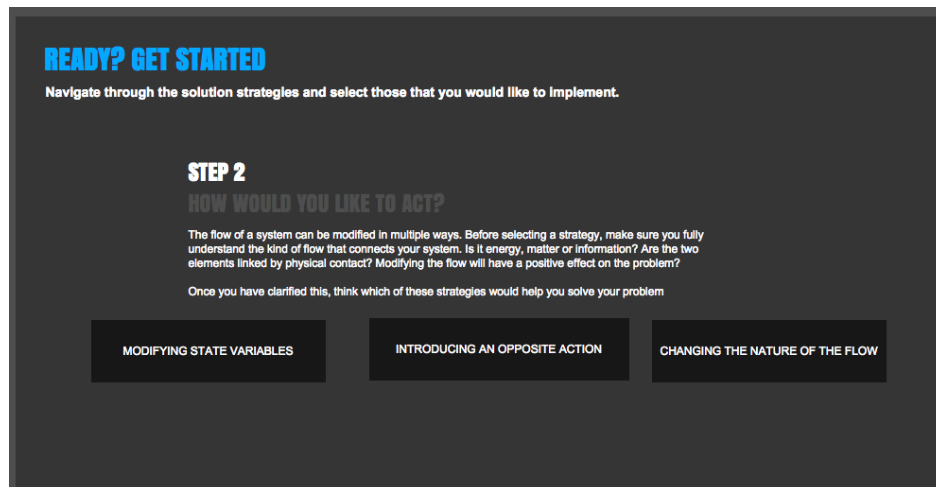 READY? GET STARTED
Navigate through the solution strategies and select those that you would like to implement.
STEP 2
HOW WOULD YOU LIKE TO ACT?
The flow of a system can be modified in multiple ways. Before selecting a strategy, make sure you fully
understand the kind of flow that connects your system. Is it energy, matter or information? Are the two
elements linked by physical contact? Modifying the flow will have a positive effect on the problem?
Once you have clarified this, think which of these strategies would help you solve your problem
MODIFYING STATE VARIABLES
INTRODUCING AN OPPOSITE ACTION
CHANGING THE NATURE OF THE FLOW